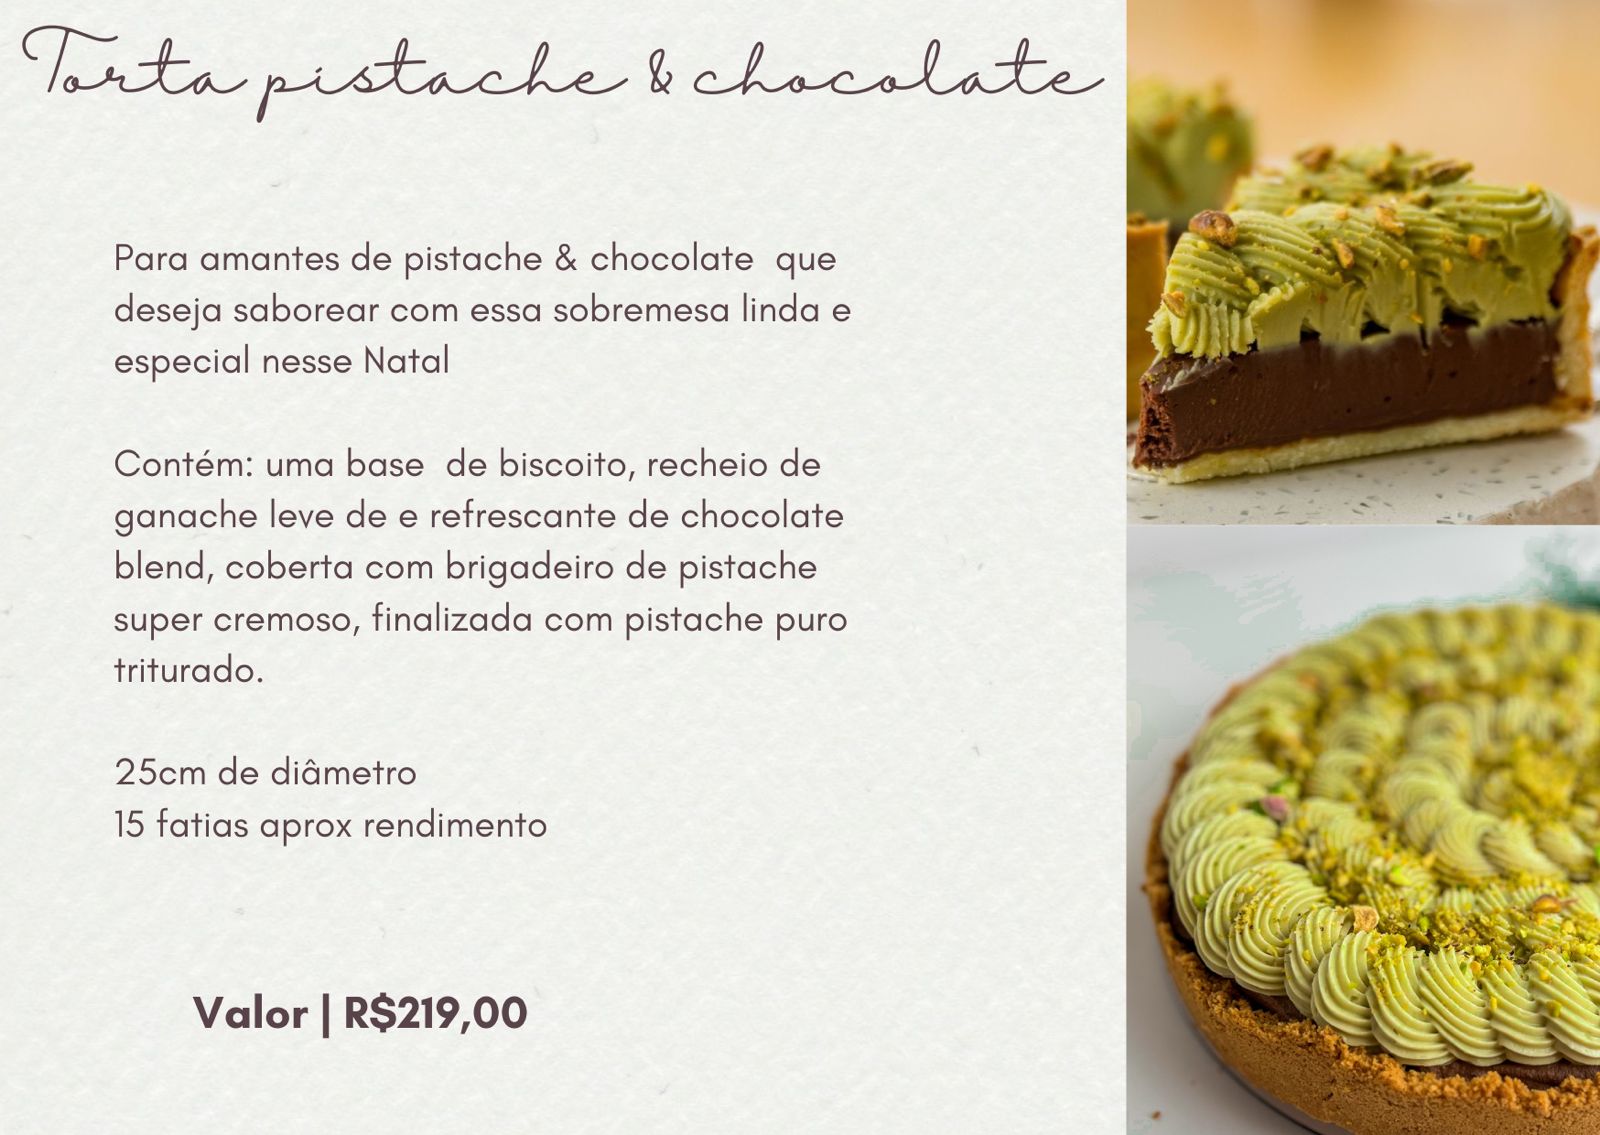 Torta pistache & chocolate
Para amantes de pistache & chocolate  que
deseja saborear com essa sobremesa linda e
especial nesse Natal
Contém: uma base  de biscoito, recheio de
ganache leve de e refrescante de chocolate
blend, coberta com brigadeiro de pistache
super cremoso, finalizada com pistache puro
triturado.
25cm de diâmetro
15 fatias aprox rendimento
Valor | R$219,00